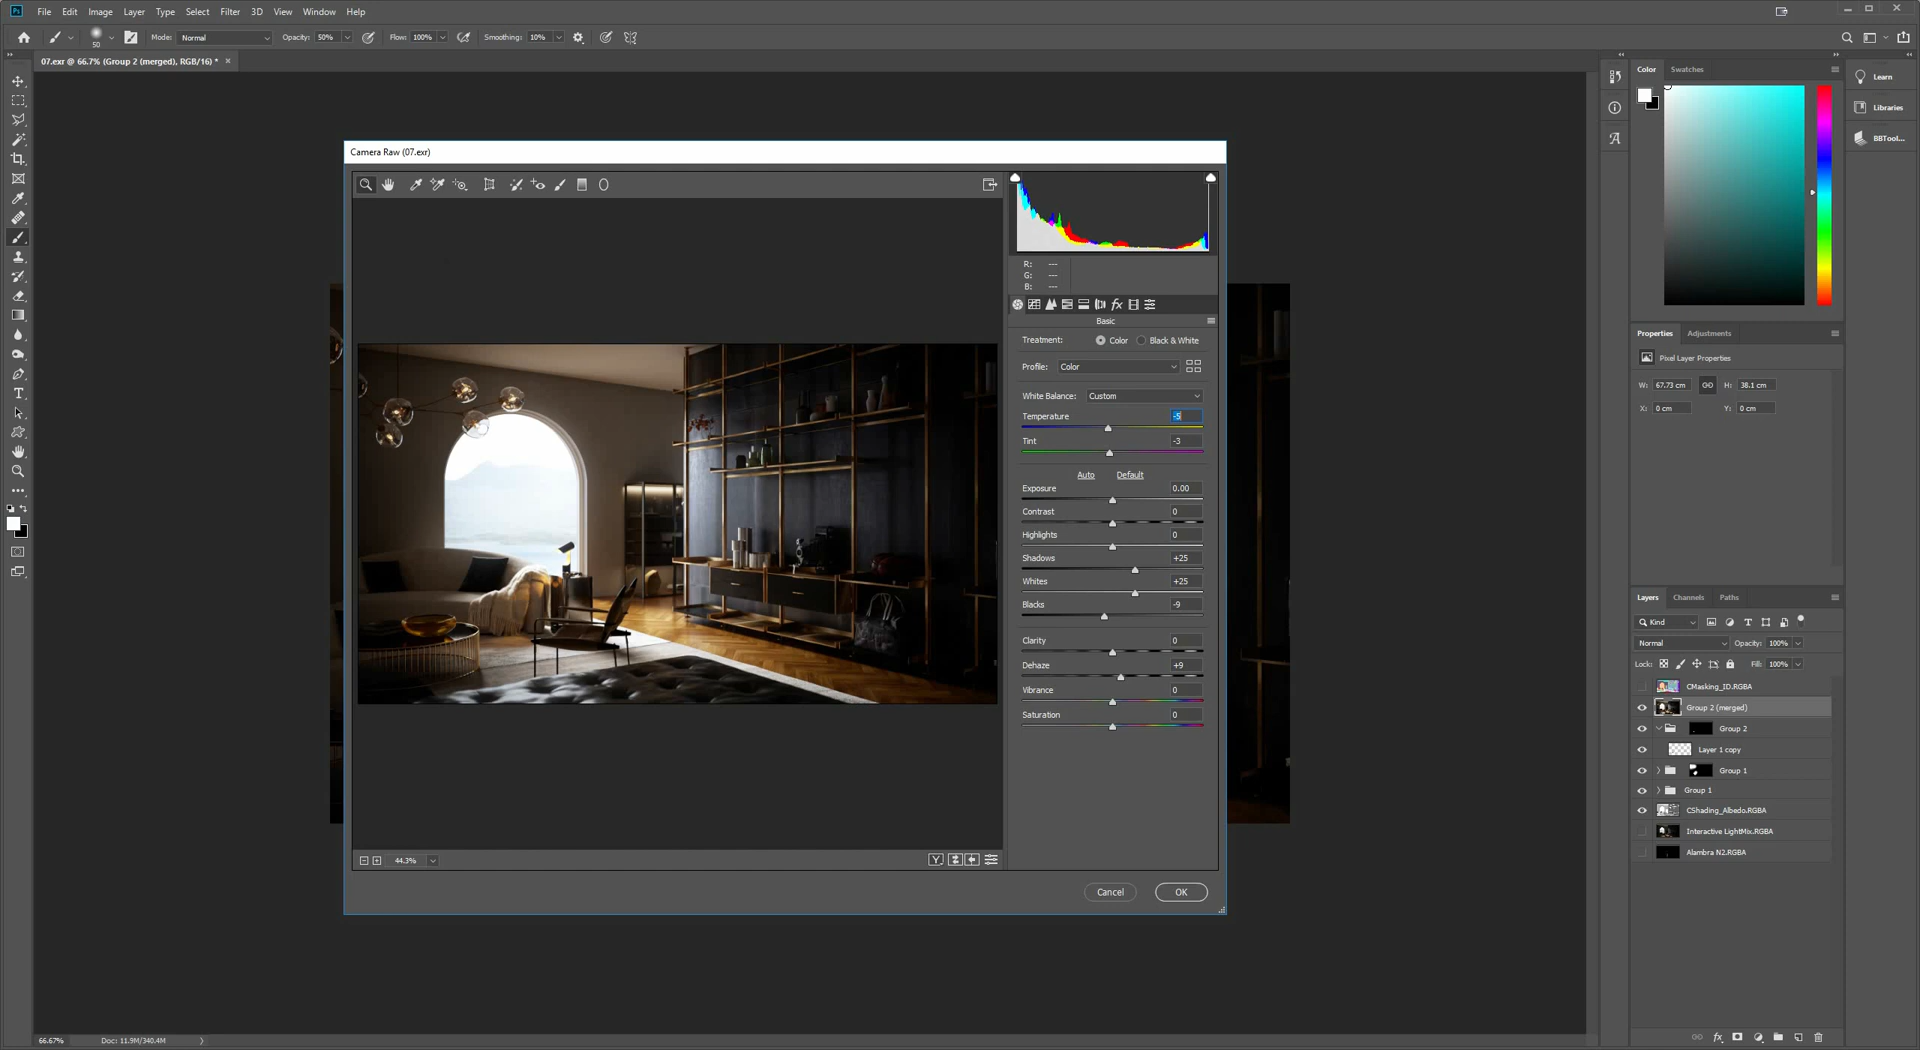 Ps File Edit Image Layer Type Select Filter 3D View Window Help
50 Mode: Normal Opacity: 50% Flow: 100% Smoothing: 10%
07.exr @ 66.7% (Group 2 (merged), RGB/16) *
Camera Raw (07.exr)
R: ---
G: ---
B: ---
Basic
Treatment: Color Black & White
Profile: Color
White Balance: Custom
Temperature -5
Tint -3
Auto Default
Exposure 0.00
Contrast 0
Highlights 0
Shadows +25
Whites +25
Blacks -9
Clarity 0
Dehaze +9
Vibrance 0
Saturation 0
44.3%
Cancel OK
66.67% Doc: 11.9M/340.4M
Color Swatches
Learn
Libraries
BBTool...
Properties Adjustments
Pixel Layer Properties
W: 67.73 cm H: 38.1 cm
X: 0 cm Y: 0 cm
Layers Channels Paths
Kind
Normal Opacity: 100%
Lock: Fill: 100%
CMasking_ID.RGBA
Group 2 (merged)
Group 2
Layer 1 copy
Group 1
Group 1
CShading_Albedo.RGBA
Interactive LightMix.RGBA
Alambra N2.RGBA